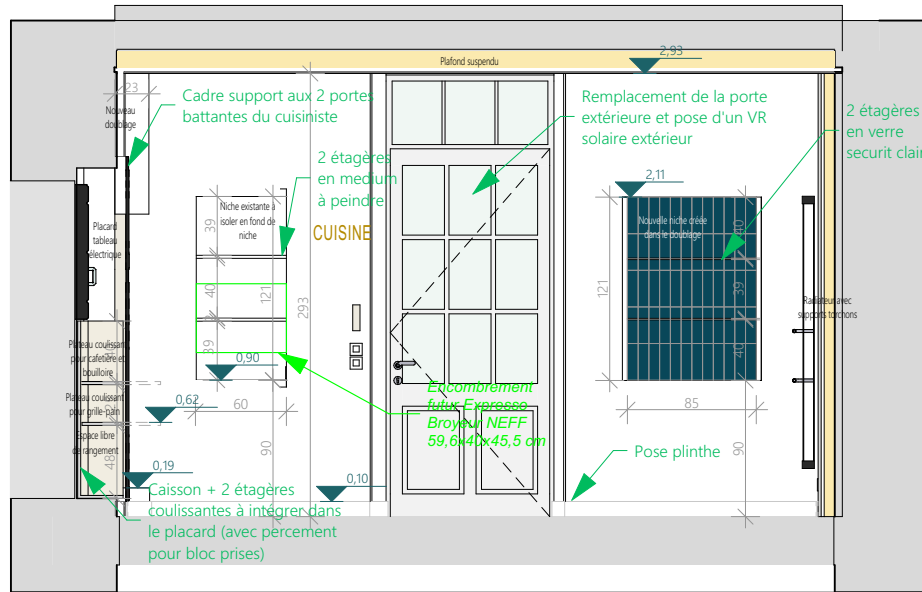 Plafond suspendu
2,93
23
Nouveau
doublage
Cadre support aux 2 portes
battantes du cuisiniste
2 étagères
en medium
à peindre
Remplacement de la porte
extérieure et pose d'un VR
solaire extérieur
2 étagères
en verre
securit clair
Niche existante à
isoler en fond de
niche
CUISINE
2,11
Nouvelle niche créée
dans le doublage
Placard
tableau
électrique
39
40
39
121
293
121
40
39
40
Radiateur avec
supports torchons
Plateau coulissant
pour cafetière et
bouilloire
Plateau coulissant
pour grille-pain
Espace libre
de rangement
0,90
60
0,62
85
Encombrement
futur Expresso
Broyeur NEFF
59,6x40x45,5 cm
48
90
90
0,19
0,10
Pose plinthe
Caisson + 2 étagères
coulissantes à intégrer dans
le placard (avec percement
pour bloc prises)